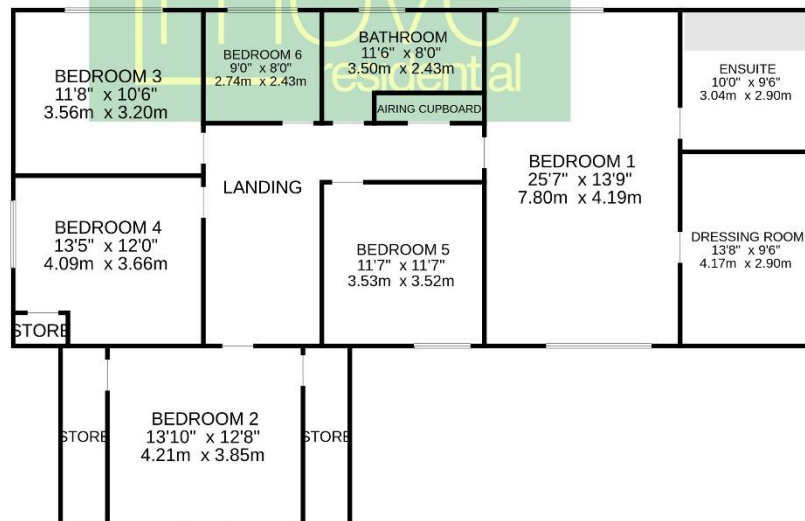 move
residential
BEDROOM 3
11'8" x 10'6"
3.56m x 3.20m
BEDROOM 6
9'0" x 8'0"
2.74m x 2.43m
BATHROOM
11'6" x 8'0"
3.50m x 2.43m
AIRING CUPBOARD
ENSUITE
10'0" x 9'6"
3.04m x 2.90m
BEDROOM 1
25'7" x 13'9"
7.80m x 4.19m
LANDING
BEDROOM 4
13'5" x 12'0"
4.09m x 3.66m
BEDROOM 5
11'7" x 11'7"
3.53m x 3.52m
DRESSING ROOM
13'8" x 9'6"
4.17m x 2.90m
STORE
BEDROOM 2
13'10" x 12'8"
4.21m x 3.85m
STORE
STORE